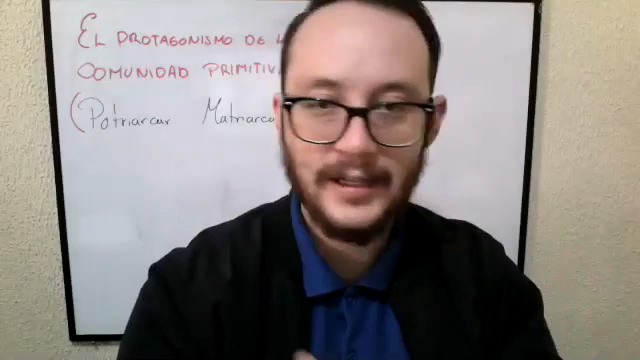 EL PROTAGONISMO DE L
COMUNIDAD PRIMITIV
(Patriarcar Matriarca